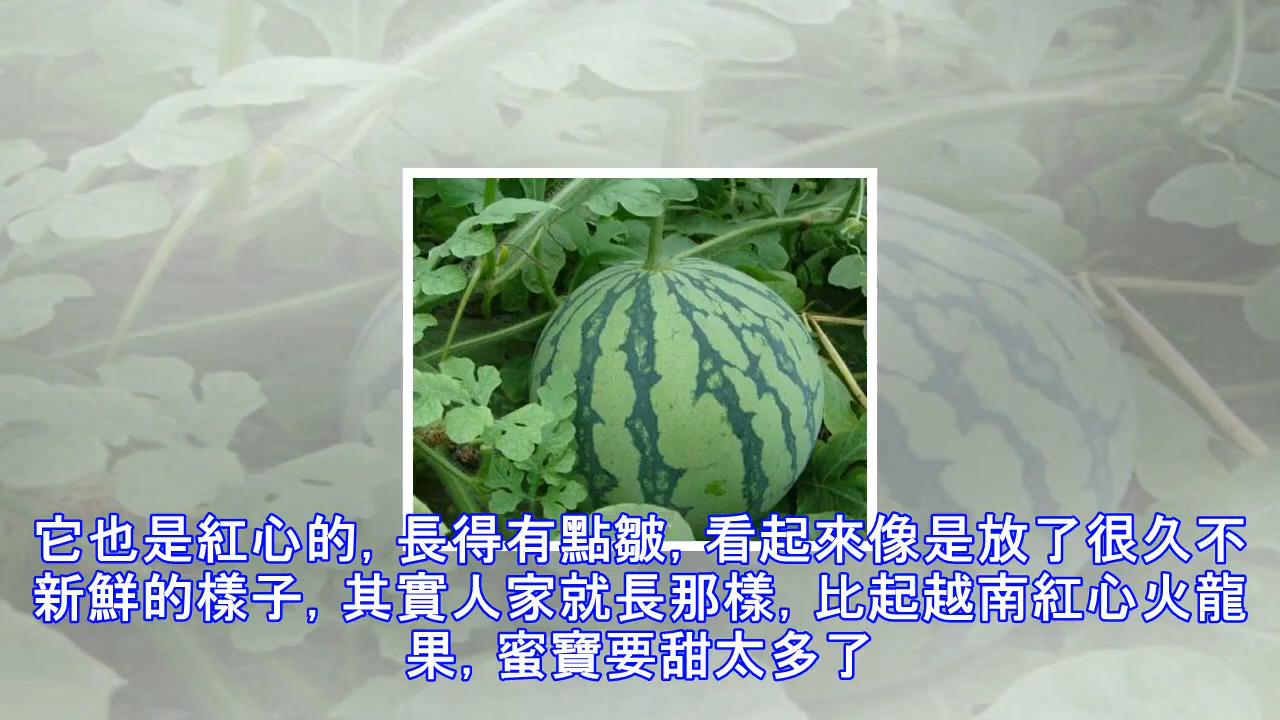 它也是紅心的, 長得有點皺, 看起來像是放了很久不
新鮮的樣子, 其實人家就長那樣, 比起越南紅心火龍
果, 蜜寶要甜太多了